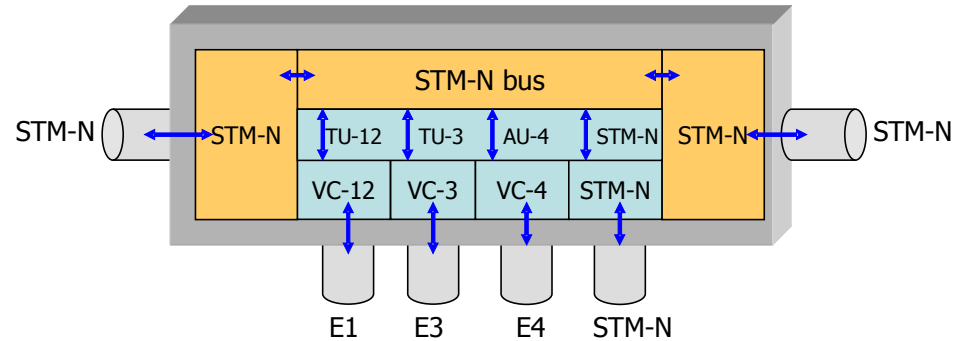 STM-N bus
STM-N
STM-N
TU-12
TU-3
AU-4
STM-N
STM-N
STM-N
VC-12
VC-3
VC-4
STM-N
E1
E3
E4
STM-N